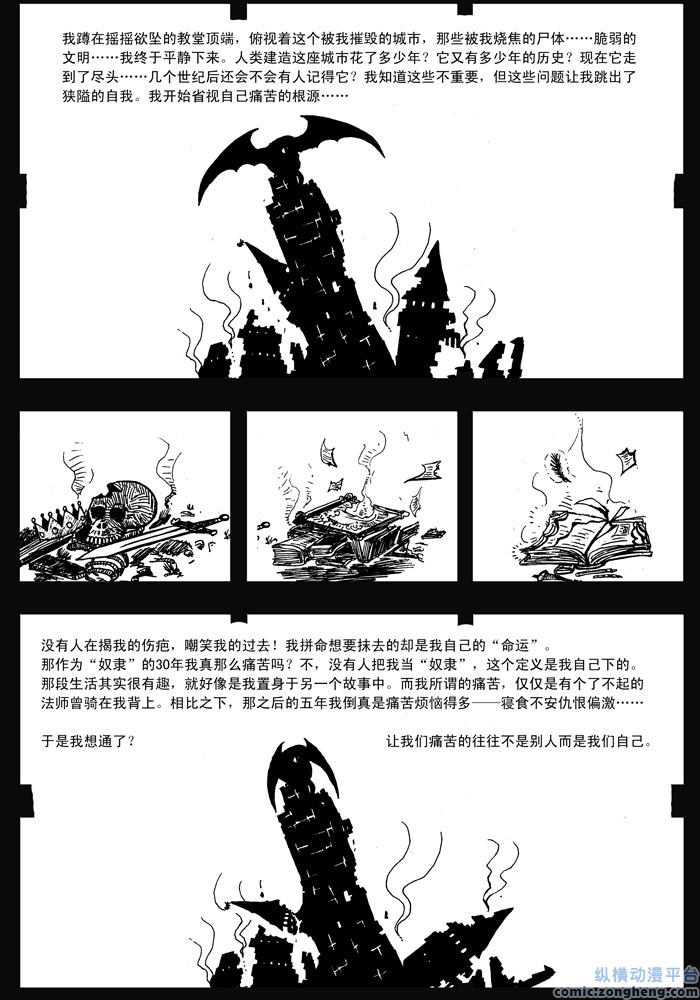 我蹲在摇摇欲坠的教堂顶端，俯视着这个被我摧毁的城市，那些被我烧焦的尸体……脆弱的
文明……我终于平静下来。人类建造这座城市花了多少年？它又有多少年的历史？现在它走
到了尽头……几个世纪后还会不会有人记得它？我知道这些不重要，但这些问题让我跳出了
狭隘的自我。我开始省视自己痛苦的根源……
没有人在揭我的伤疤，嘲笑我的过去！我拼命想要抹去的却是我自己的“命运”。
那作为“奴隶”的30年我真那么痛苦吗？不，没有人把我当“奴隶”，这个定义是我自己下的。
那段生活其实很有趣，就好像是我置身于另一个故事中。而我所谓的痛苦，仅仅是有个了不起的
法师曾骑在我背上。相比之下，那之后的五年我倒真是痛苦烦恼得多——寝食不安仇恨偏激……
于是我想通了？
让我们痛苦的往往不是别人而是我们自己。
纵横动漫平台
comic.zongheng.com